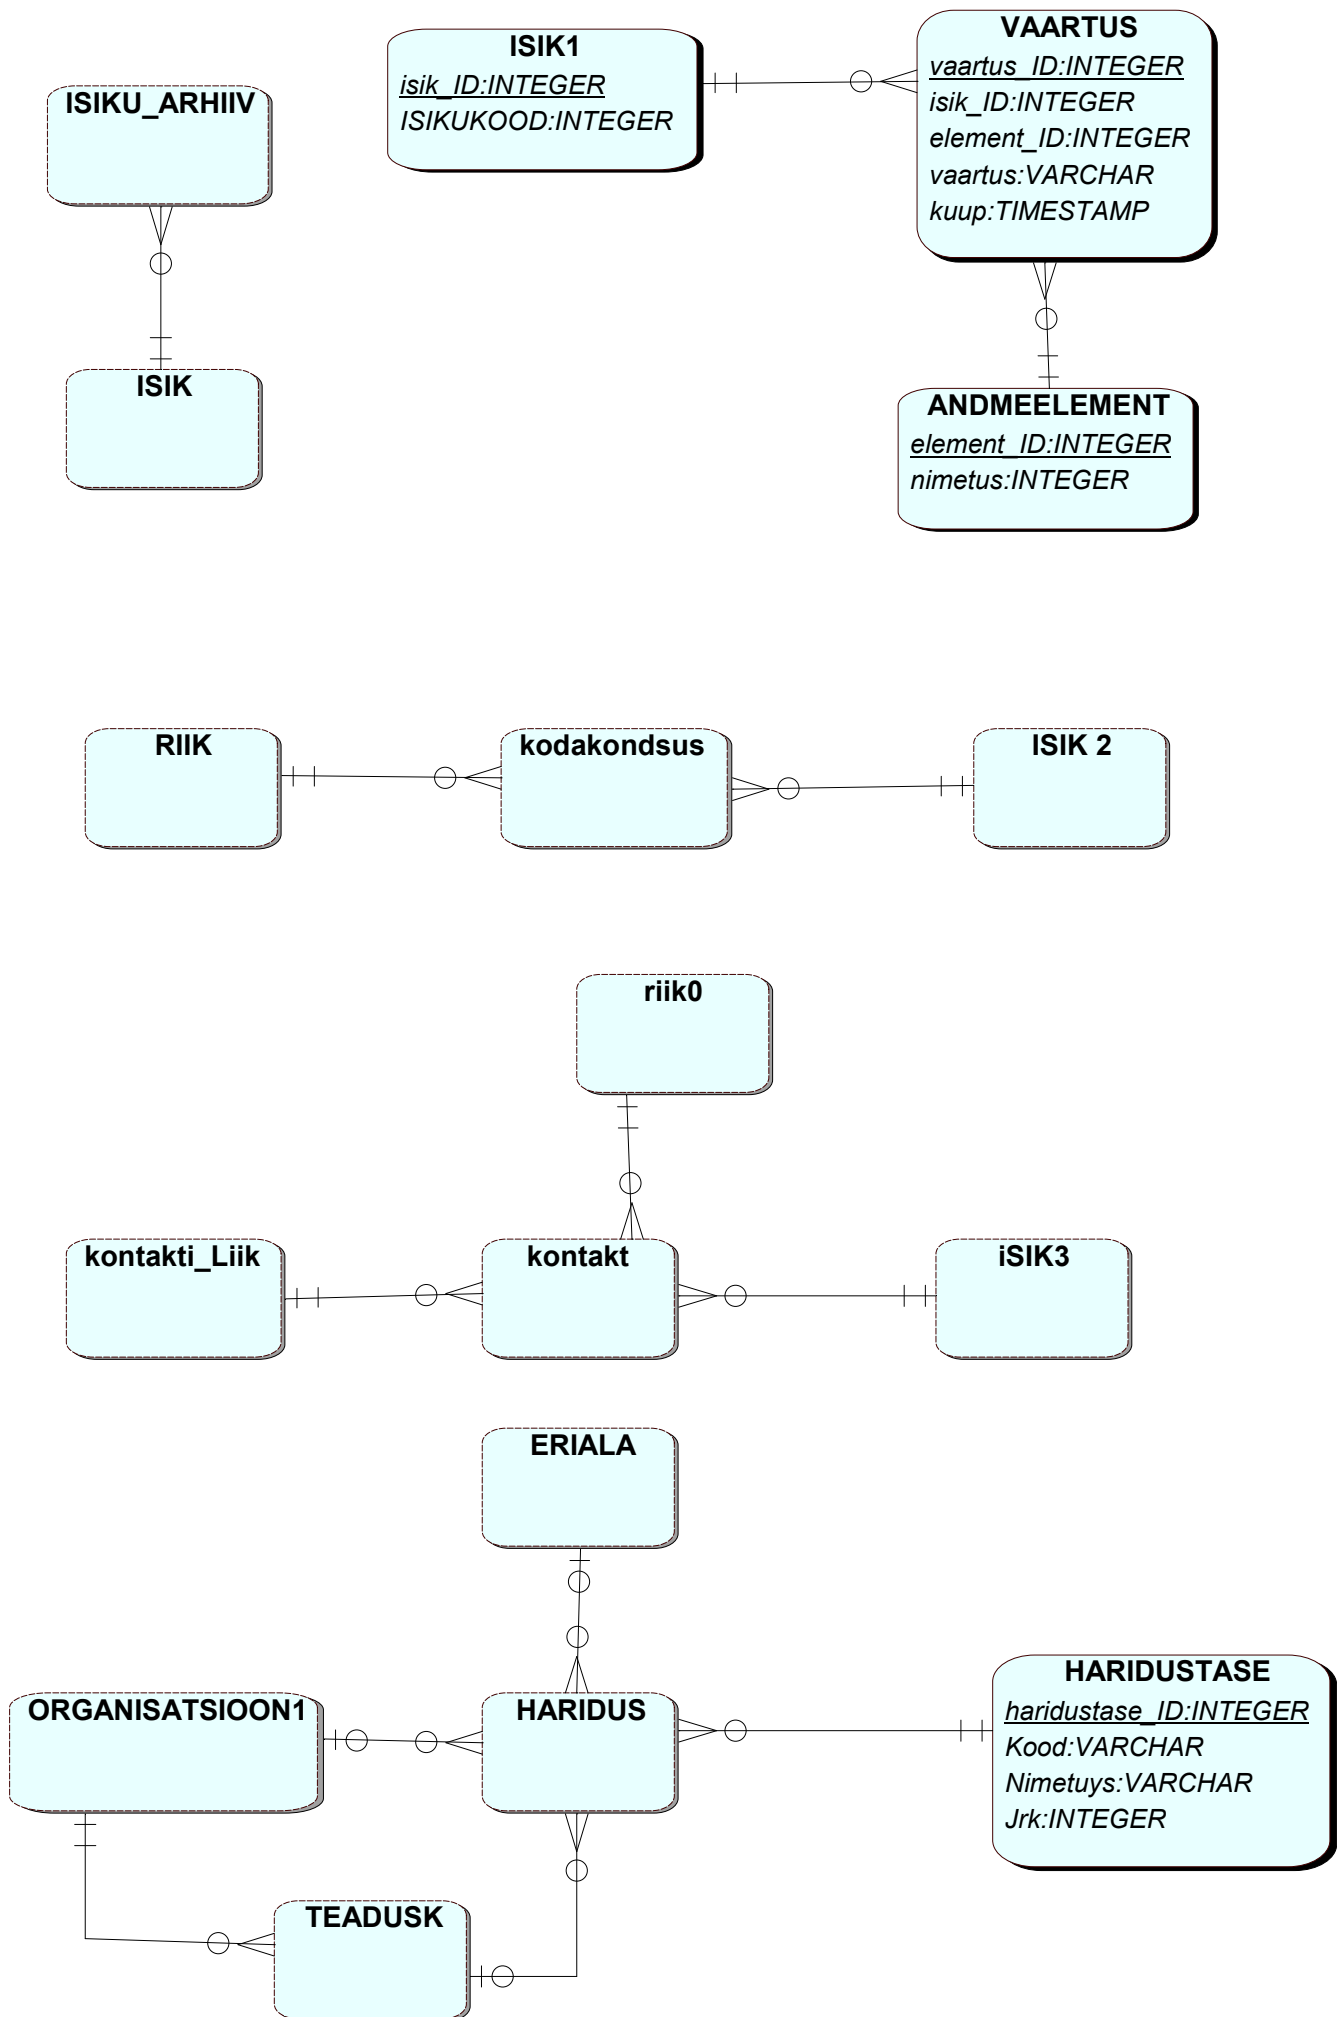 ISIKU_ARHIIV
ISIK
ISIK1
isik_ID:INTEGER
ISIKUKOOD:INTEGER
VAARTUS
vaartus_ID:INTEGER
isik_ID:INTEGER
element_ID:INTEGER
vaartus:VARCHAR
kuup:TIMESTAMP
ANDMEELEMENT
element_ID:INTEGER
nimetus:INTEGER
RIIK
kodakondsus
ISIK 2
riik0
kontakti_Liik
kontakt
iSIK3
ERIALA
ORGANISATSIOON1
HARIDUS
HARIDUSTASE
haridustase_ID:INTEGER
Kood:VARCHAR
Nimetuys:VARCHAR
Jrk:INTEGER
TEADUSK